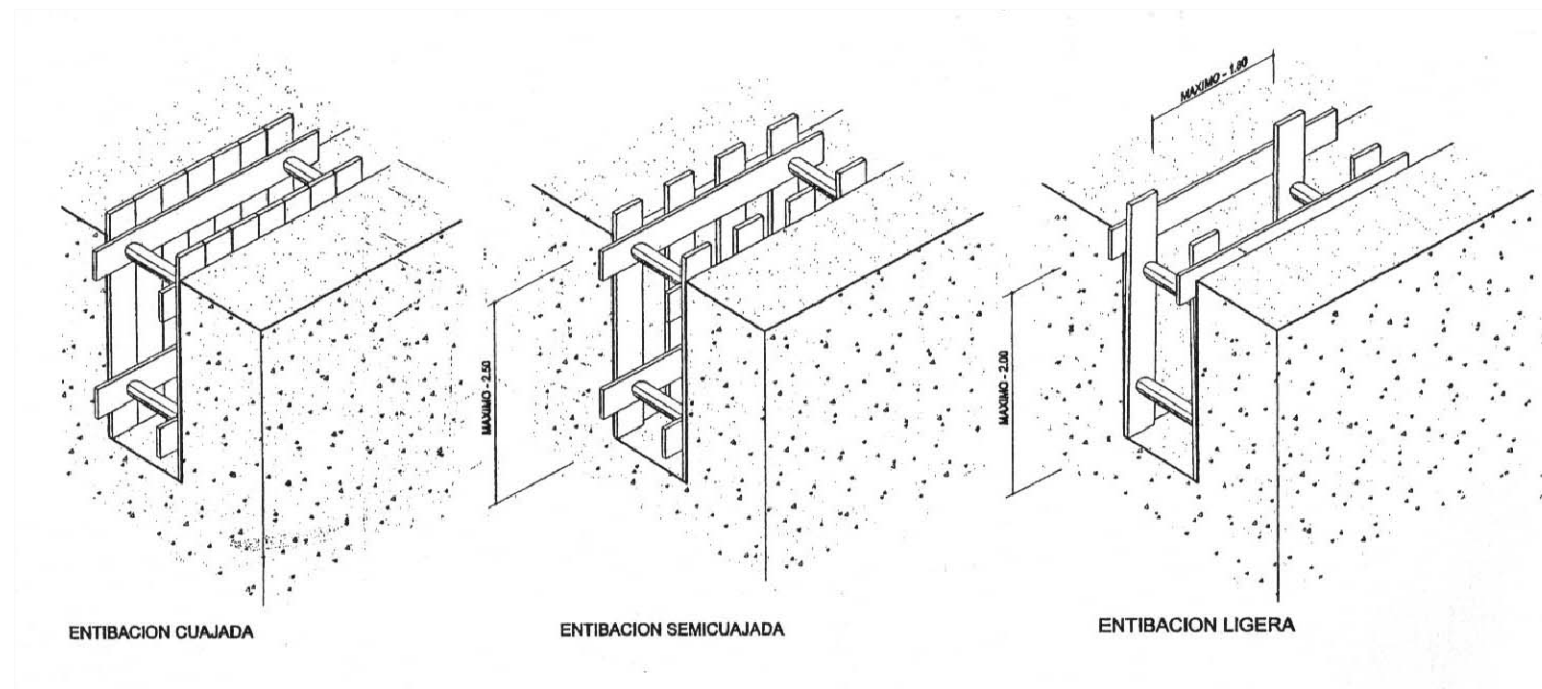 MAXIMO - 1.80
MAXIMO - 2.50
MAXIMO - 2.00
ENTIBACION CUAJADA
ENTIBACION SEMICUAJADA
ENTIBACION LIGERA